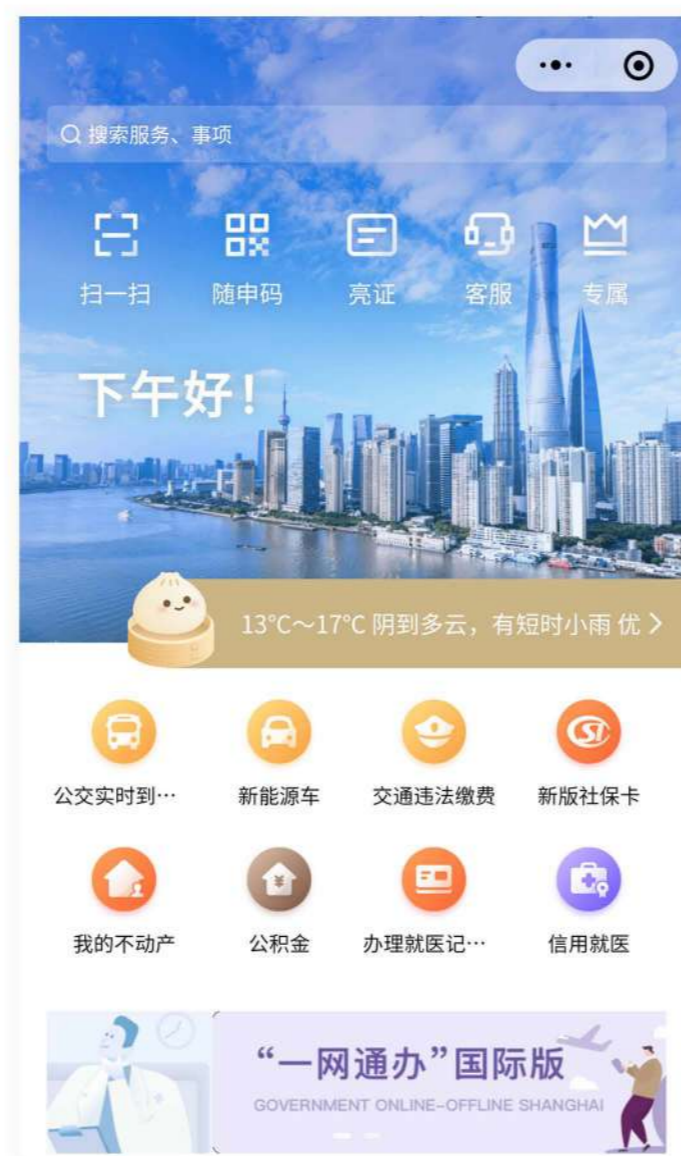 搜索服务、事项
扫一扫 随申码 亮证 客服 专属
下午好！
13°C～17°C 阴到多云，有短时小雨 优
公交实时到… 新能源车 交通违法缴费 新版社保卡
我的不动产 公积金 办理就医记… 信用就医
“一网通办”国际版
GOVERNMENT ONLINE-OFFLINE SHANGHAI